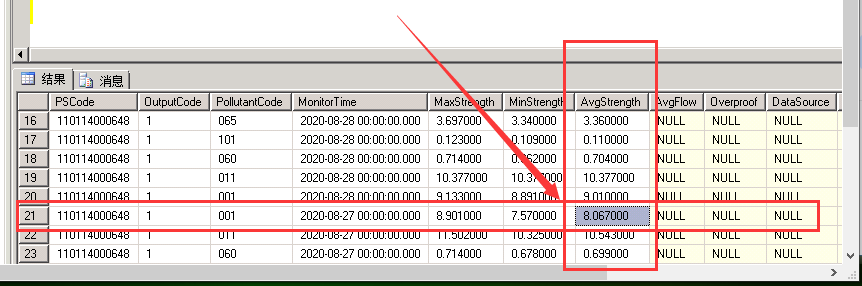 结果 消息
PSCode OutputCode PollutantCode MonitorTime MaxStrength MinStrength AvgStrength AvgFlow Overproof DataSource
16 110114000648 1 065 2020-08-28 00:00:00.000 3.697000 3.340000 3.360000 NULL NULL NULL
17 110114000648 1 101 2020-08-28 00:00:00.000 0.123000 0.109000 0.110000 NULL NULL NULL
18 110114000648 1 060 2020-08-28 00:00:00.000 0.714000 0.704000 NULL NULL NULL
19 110114000648 1 011 2020-08-28 00:00:00.000 10.377000 10.377000 NULL NULL NULL
20 110114000648 1 001 2020-08-28 00:00:00.000 9.133000 8.891000 9.010000 NULL NULL NULL
21 110114000648 1 001 2020-08-27 00:00:00.000 8.901000 7.570000 8.067000 NULL NULL NULL
22 110114000648 1 011 2020-08-27 00:00:00.000 11.502000 10.325000 10.543000 NULL NULL NULL
23 110114000648 1 060 2020-08-27 00:00:00.000 0.714000 0.678000 0.699000 NULL NULL NULL